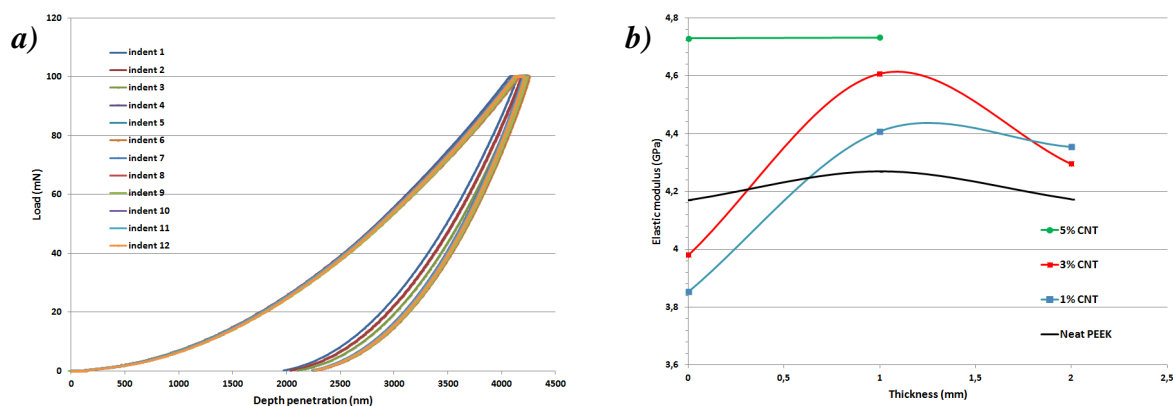 a)
120
100
80
60
40
20
0
Load (mN)
indent 1
indent 2
indent 3
indent 4
indent 5
indent 6
indent 7
indent 8
indent 9
indent 10
indent 11
indent 12
0 500 1000 1500 2000 2500 3000 3500 4000 4500
Depth penetration (nm)
b)
4,8
4,6
4,4
4,2
4
3,8
3,6
Elastic modulus (GPa)
5% CNT
3% CNT
1% CNT
Neat PEEK
0 0,5 1 1,5 2 2,5
Thickness (mm)